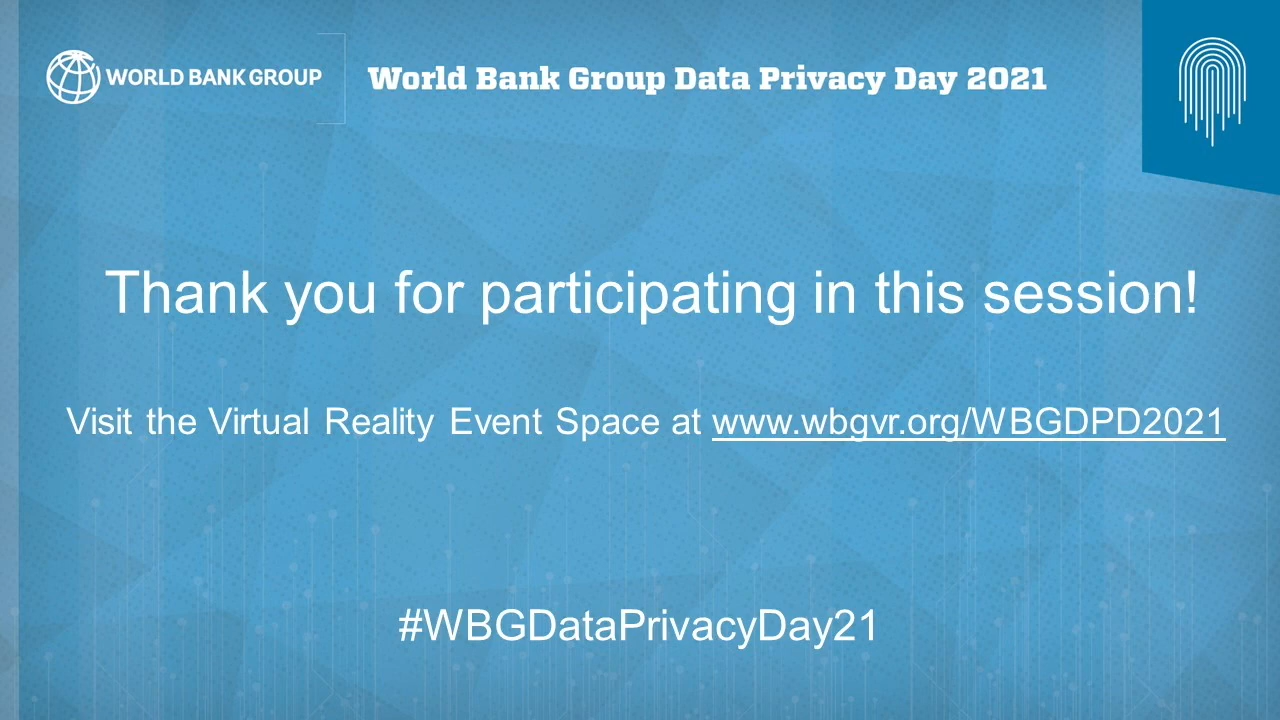 WORLD BANK GROUP
World Bank Group Data Privacy Day 2021
Thank you for participating in this session!
Visit the Virtual Reality Event Space at www.wbgvr.org/WBGDPD2021
#WBGDataPrivacyDay21